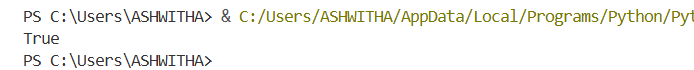 PS C:\Users\ASHWITHA> & C:/Users/ASHWITHA/AppData/Local/Programs/Python/Pyt
True
PS C:\Users\ASHWITHA>